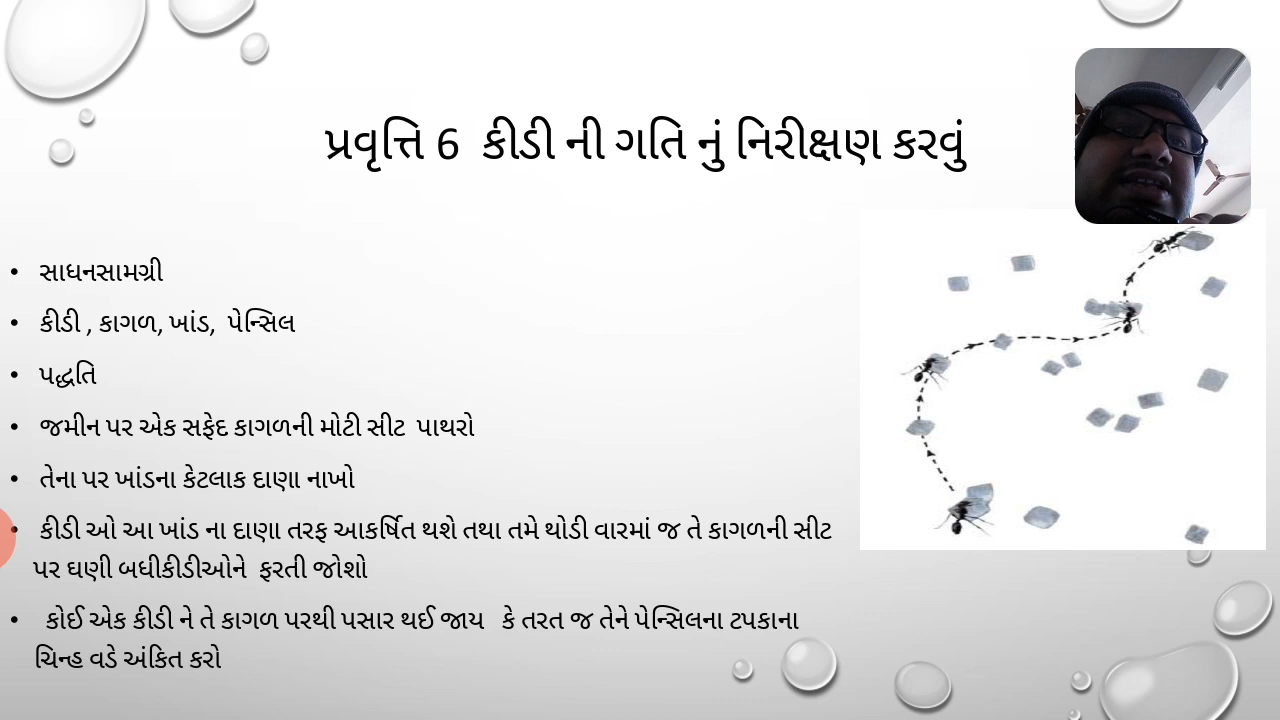 પ્રવૃત્તિ 6 કીડી ની ગતિ નું નિરીક્ષણ કરવું
• સાધનસામગ્રી
• કીડી , કાગળ, ખાંડ, પેન્સિલ
• પદ્ધતિ
• જમીન પર એક સફેદ કાગળની મોટી સીટ પાથરો
• તેના પર ખાંડના કેટલાક દાણા નાખો
• કીડી ઓ આ ખાંડ ના દાણા તરફ આકર્ષિત થશે તથા તમે થોડી વારમાં જ તે કાગળની સીટ
પર ઘણી બધીકીડીઓને ફરતી જોશો
• કોઈ એક કીડી ને તે કાગળ પરથી પસાર થઈ જાય કે તરત જ તેને પેન્સિલના ટપકાના
ચિન્હ વડે અંકિત કરો